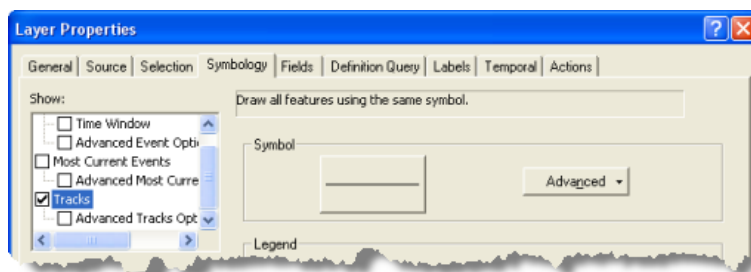 Layer Properties
General Source Selection Symbology Fields Definition Query Labels Temporal Actions
Show:
Draw all features using the same symbol.
Time Window
Advanced Event Opti
Most Current Events
Advanced Most Curre
Tracks
Advanced Tracks Opt
Symbol
Advanced
Legend